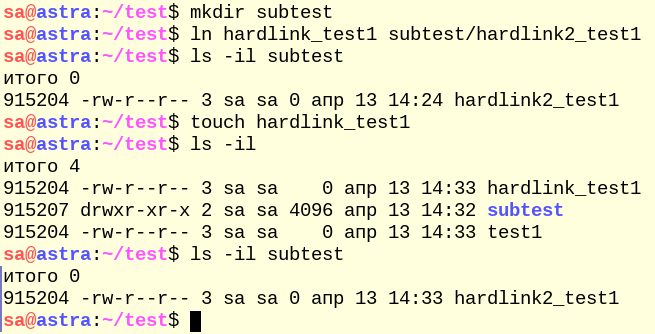 sa@astra:~/test$ mkdir subtest
sa@astra:~/test$ ln hardlink_test1 subtest/hardlink2_test1
sa@astra:~/test$ ls -il subtest
итого 0
915204 -rw-r--r-- 3 sa sa 0 апр 13 14:24 hardlink2_test1
sa@astra:~/test$ touch hardlink_test1
sa@astra:~/test$ ls -il
итого 4
915204 -rw-r--r-- 3 sa sa    0 апр 13 14:33 hardlink_test1
915207 drwxr-xr-x 2 sa sa 4096 апр 13 14:32 subtest
915204 -rw-r--r-- 3 sa sa    0 апр 13 14:33 test1
sa@astra:~/test$ ls -il subtest
итого 0
915204 -rw-r--r-- 3 sa sa 0 апр 13 14:33 hardlink2_test1
sa@astra:~/test$